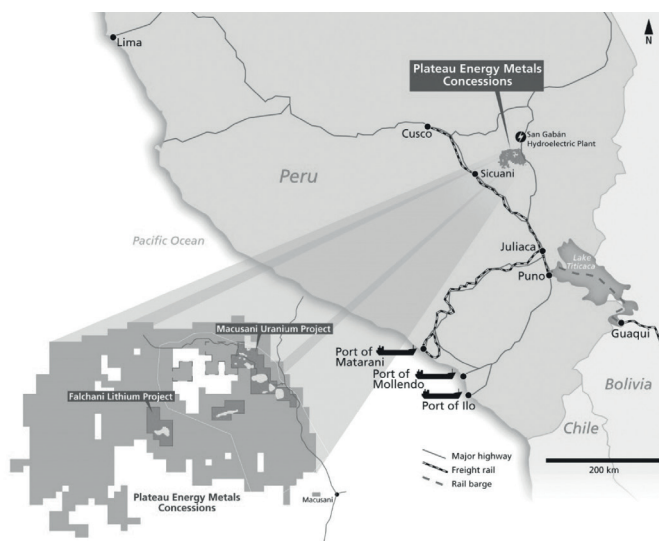 Lima
N
Plateau Energy Metals
Concessions
San Gabán
Hydroelectric Plant
Cusco
Sicuani
Peru
Pacific Ocean
Juliaca
Puno
Lake
Titicaca
Guaqui
Macusani Uranium Project
Port of
Matarani
Port of
Mollendo
Port of Ilo
Bolivia
Chile
Falchani Lithium Project
Major highway
Freight rail
Rail barge
200 km
Plateau Energy Metals
Concessions
Macusani